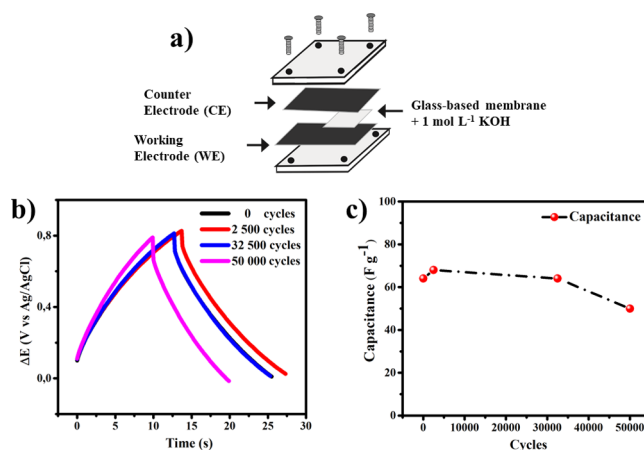 a)
Counter
Electrode (CE)
Glass-based membrane
+ 1 mol L⁻¹ KOH
Working
Electrode (WE)
b)
0 cycles
2 500 cycles
32 500 cycles
50 000 cycles
0,8
0,4
0,0
ΔE (V vs Ag/AgCl)
0 5 10 15 20 25 30
Time (s)
c)
Capacitance
100
80
60
40
20
0
Capacitance (F g⁻¹)
0 10000 20000 30000 40000 50000
Cycles